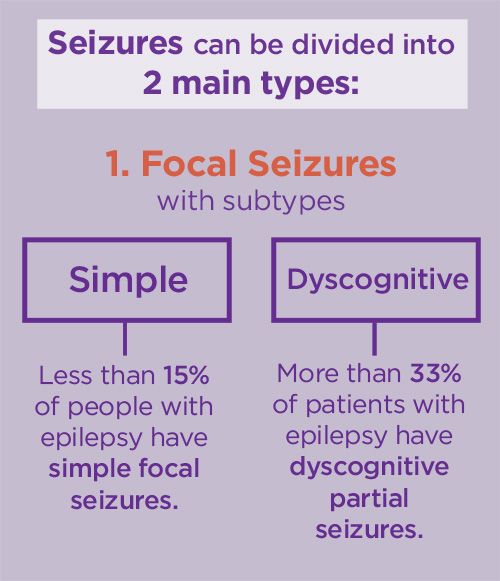 Seizures can be divided into
2 main types:
1. Focal Seizures
with subtypes
Simple
Less than 15%
of people with
epilepsy have
simple focal
seizures.
Dyscognitive
More than 33%
of patients with
epilepsy have
dyscognitive
partial
seizures.